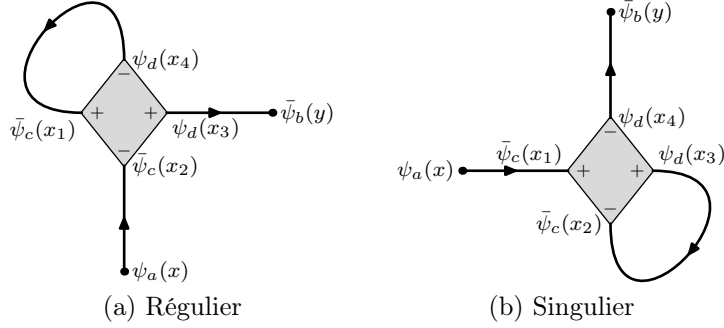 ψ_d(x_4)
−
+ +
−
ψ̄_c(x_1)
ψ_d(x_3)
ψ̄_b(y)
ψ̄_c(x_2)
ψ_a(x)
(a) Régulier
ψ̄_b(y)
ψ_d(x_4)
−
ψ̄_c(x_1)
ψ_d(x_3)
ψ_a(x)
+ +
−
ψ̄_c(x_2)
(b) Singulier